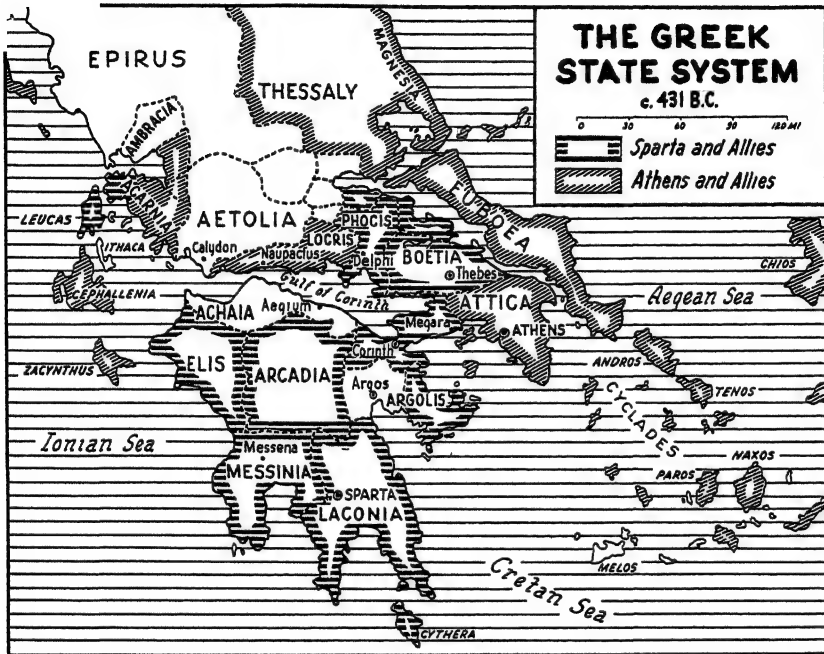 THE GREEK
STATE SYSTEM
c. 431 B.C.
0 30 60 90 120 MI
Sparta and Allies
Athens and Allies
EPIRUS
THESSALY
MAGNESIA
AMBRACIA
ACARNIA
LEUCAS
AETOLIA
PHOCIS
EUBOEA
LOCRIS
ITHACA
Calydon
Naupactus
Delphi
BOETIA
Thebes
CHIOS
CEPHALLENIA
Gulf of Corinth
ATTICA
Aegean Sea
ACHAIA
Aegium
Megara
ATHENS
ZACYNTHUS
ELIS
ARCADIA
Corinth
Argos
ARGOLIS
ANDROS
TENOS
CYCLADES
Ionian Sea
Messena
MESSINIA
SPARTA
LACONIA
PAROS
NAXOS
MELOS
Cretan Sea
CYTHERA